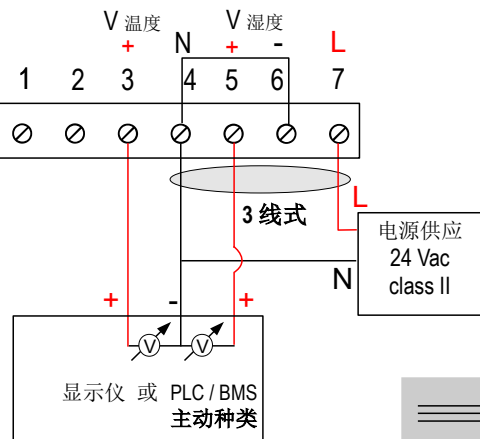 V 温度 V 湿度
+ N + - L
1 2 3 4 5 6 7
3 线式
L
电源供应
24 Vac
class II
N
+ - +
V V
显示仪 或 PLC / BMS
主动种类